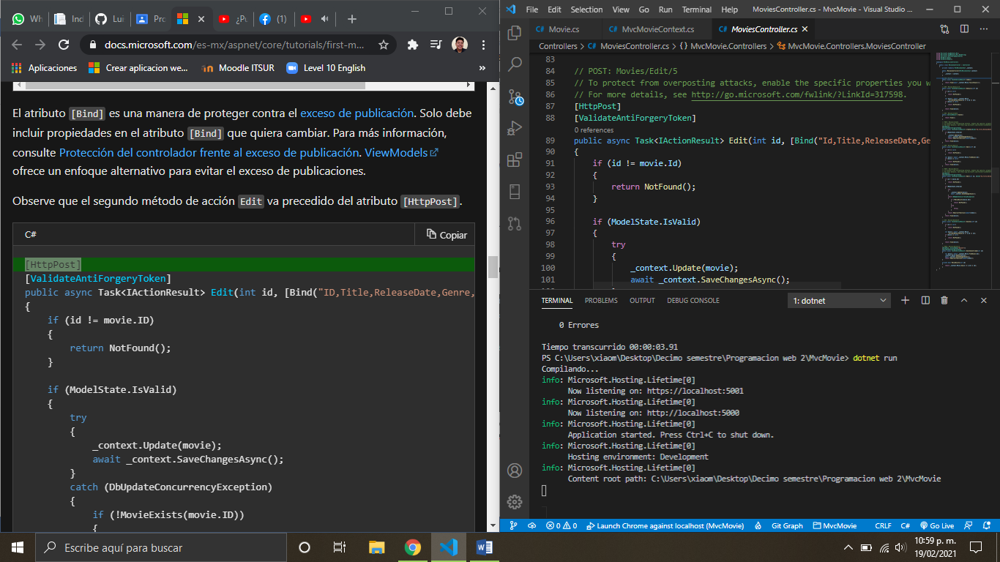 Wh
Ind
Lui
Pro
¿Pu
(1)
docs.microsoft.com/es-mx/aspnet/core/tutorials/first-m...
Aplicaciones
Crear aplicacion we...
Moodle ITSUR
Level 10 English
»
El atributo [Bind] es una manera de proteger contra el exceso de publicación. Solo debe
incluir propiedades en el atributo [Bind] que quiera cambiar. Para más información,
consulte Protección del controlador frente al exceso de publicación. ViewModels
ofrece un enfoque alternativo para evitar el exceso de publicaciones.
Observe que el segundo método de acción Edit va precedido del atributo [HttpPost].
C#
Copiar
[HttpPost]
[ValidateAntiForgeryToken]
public async Task<IActionResult> Edit(int id, [Bind("ID,Title,ReleaseDate,Genre,
{
if (id != movie.ID)
{
return NotFound();
}
if (ModelState.IsValid)
{
try
{
_context.Update(movie);
await _context.SaveChangesAsync();
}
catch (DbUpdateConcurrencyException)
{
if (!MovieExists(movie.ID))
{
File Edit Selection View Go Run Terminal Help
MoviesController.cs - MvcMovie - Visual Studio ...
C# Movie.cs
C# MvcMovieContext.cs
C# MoviesController.cs
Controllers > C# MoviesController.cs > {} MvcMovie.Controllers > MvcMovie.Controllers.MoviesController
83
84 // POST: Movies/Edit/5
85 // To protect from overposting attacks, enable the specific properties you w
86 // For more details, see http://go.microsoft.com/fwlink/?LinkId=317598.
87 [HttpPost]
88 [ValidateAntiForgeryToken]
0 references
89 public async Task<IActionResult> Edit(int id, [Bind("Id,Title,ReleaseDate,Ge
90 {
91 if (id != movie.Id)
92 {
93 return NotFound();
94 }
95
96 if (ModelState.IsValid)
97 {
98 try
99 {
100 _context.Update(movie);
101 await _context.SaveChangesAsync();
TERMINAL PROBLEMS OUTPUT DEBUG CONSOLE
1: dotnet
0 Errores
Tiempo transcurrido 00:00:03.91
PS C:\Users\xiaom\Desktop\Decimo semestre\Programacion web 2\MvcMovie> dotnet run
Compilando...
info: Microsoft.Hosting.Lifetime[0]
Now listening on: https://localhost:5001
info: Microsoft.Hosting.Lifetime[0]
Now listening on: http://localhost:5000
info: Microsoft.Hosting.Lifetime[0]
Application started. Press Ctrl+C to shut down.
info: Microsoft.Hosting.Lifetime[0]
Hosting environment: Development
info: Microsoft.Hosting.Lifetime[0]
Content root path: C:\Users\xiaom\Desktop\Decimo semestre\Programacion web 2\MvcMovie
0 0 Launch Chrome against localhost (MvcMovie) Git Graph MvcMovie CRLF C# Go Live
Escribe aquí para buscar
10:59 p. m.
19/02/2021